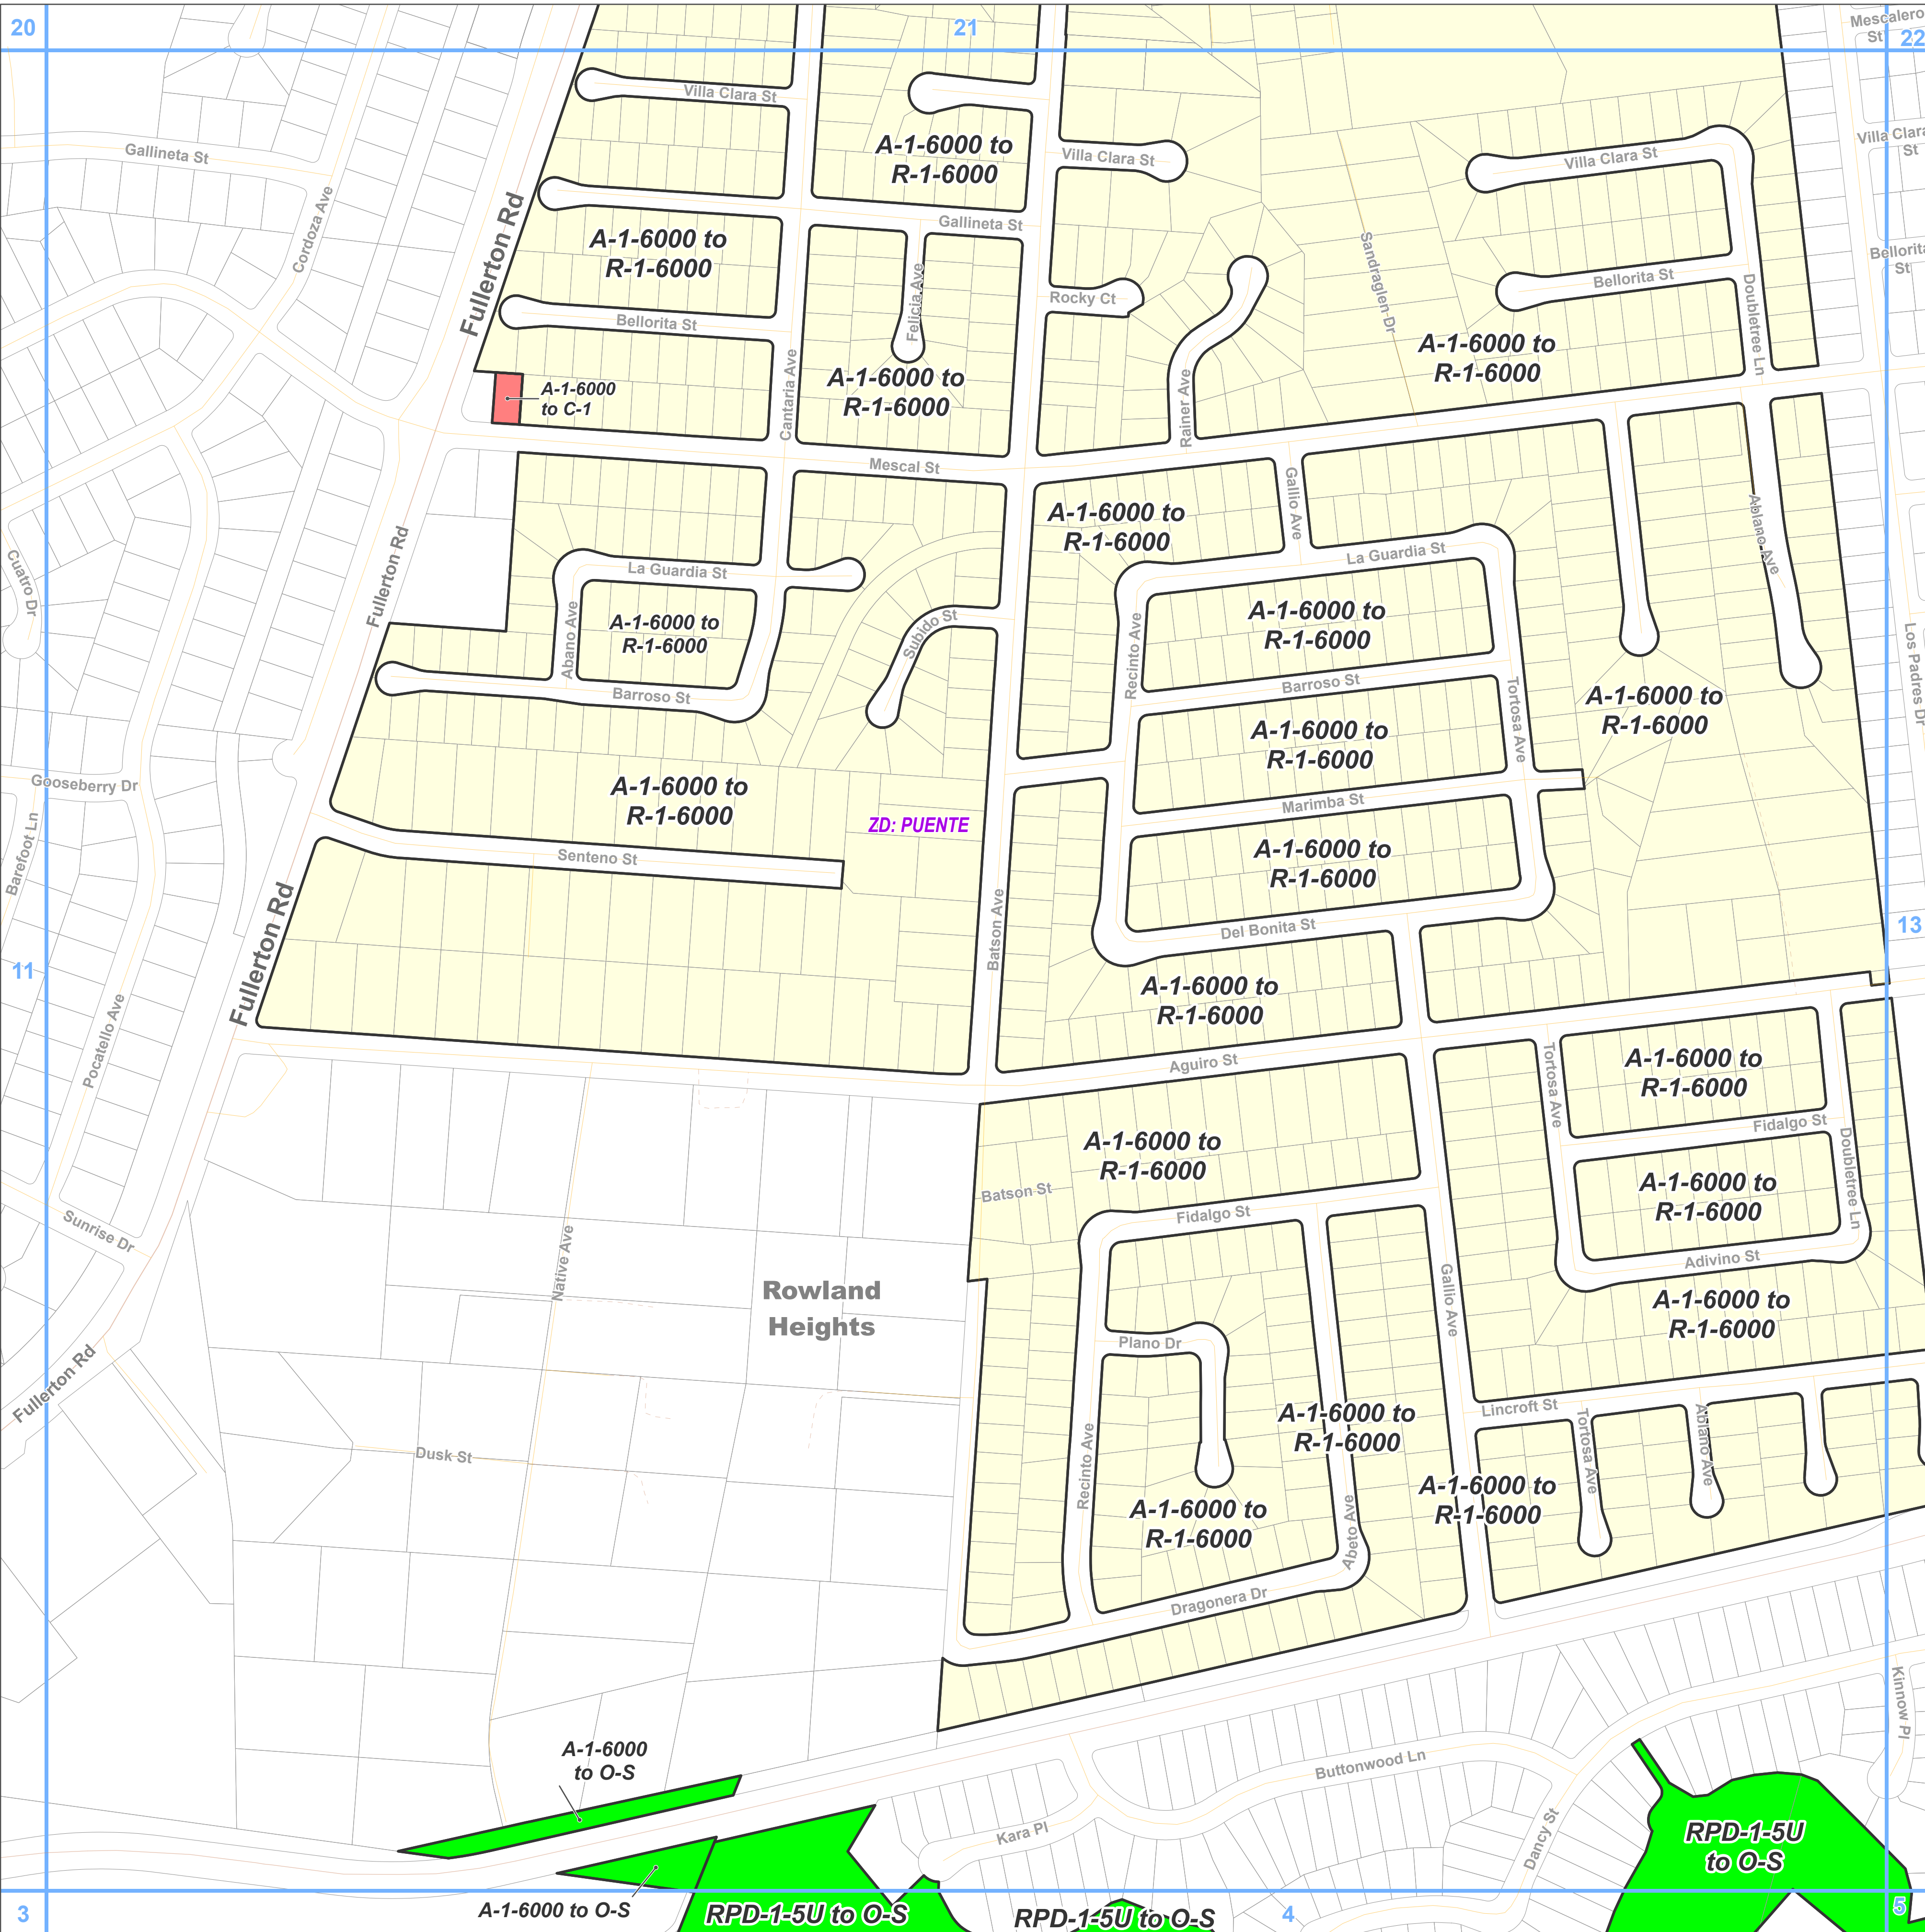 20
21
22
Mescalero
St
Villa Clara St
Gallineta St
A-1-6000 to
R-1-6000
Villa Clara St
Villa Clara St
Villa Clara
St
Cordoza Ave
Fullerton Rd
A-1-6000 to
R-1-6000
Gallineta St
Sandraglen Dr
Bellorita
St
Bellorita St
Felicia Ave
Rocky Ct
Bellorita St
Doubletree Ln
A-1-6000
to C-1
Cantaria Ave
A-1-6000 to
R-1-6000
Rainer Ave
A-1-6000 to
R-1-6000
Mescal St
Gallio Ave
A-1-6000 to
R-1-6000
Ablano Ave
Cuatro Dr
Fullerton Rd
La Guardia St
La Guardia St
Abano Ave
A-1-6000 to
R-1-6000
Subido St
Recinto Ave
A-1-6000 to
R-1-6000
Los Padres Dr
Barroso St
Barroso St
Tortosa Ave
A-1-6000 to
R-1-6000
A-1-6000 to
R-1-6000
Gooseberry Dr
A-1-6000 to
R-1-6000
ZD: PUENTE
Marimba St
Barefoot Ln
Senteno St
A-1-6000 to
R-1-6000
Fullerton Rd
Batson Ave
Del Bonita St
13
11
A-1-6000 to
R-1-6000
Pocatello Ave
Aguiro St
Tortosa Ave
A-1-6000 to
R-1-6000
A-1-6000 to
R-1-6000
Fidalgo St
Batson St
Fidalgo St
A-1-6000 to
R-1-6000
Doubletree Ln
Sunrise Dr
Native Ave
Adivino St
Rowland
Heights
Gallio Ave
A-1-6000 to
R-1-6000
Plano Dr
Fullerton Rd
A-1-6000 to
R-1-6000
Lincroft St
Tortosa Ave
Ablano Ave
Dusk St
Recinto Ave
A-1-6000 to
R-1-6000
A-1-6000 to
R-1-6000
Abeto Ave
Dragonera Dr
Kinnow Pl
A-1-6000
to O-S
Buttonwood Ln
Kara Pl
Dancy St
RPD-1-5U
to O-S
A-1-6000 to O-S
RPD-1-5U to O-S
RPD-1-5U to O-S
3
4
5